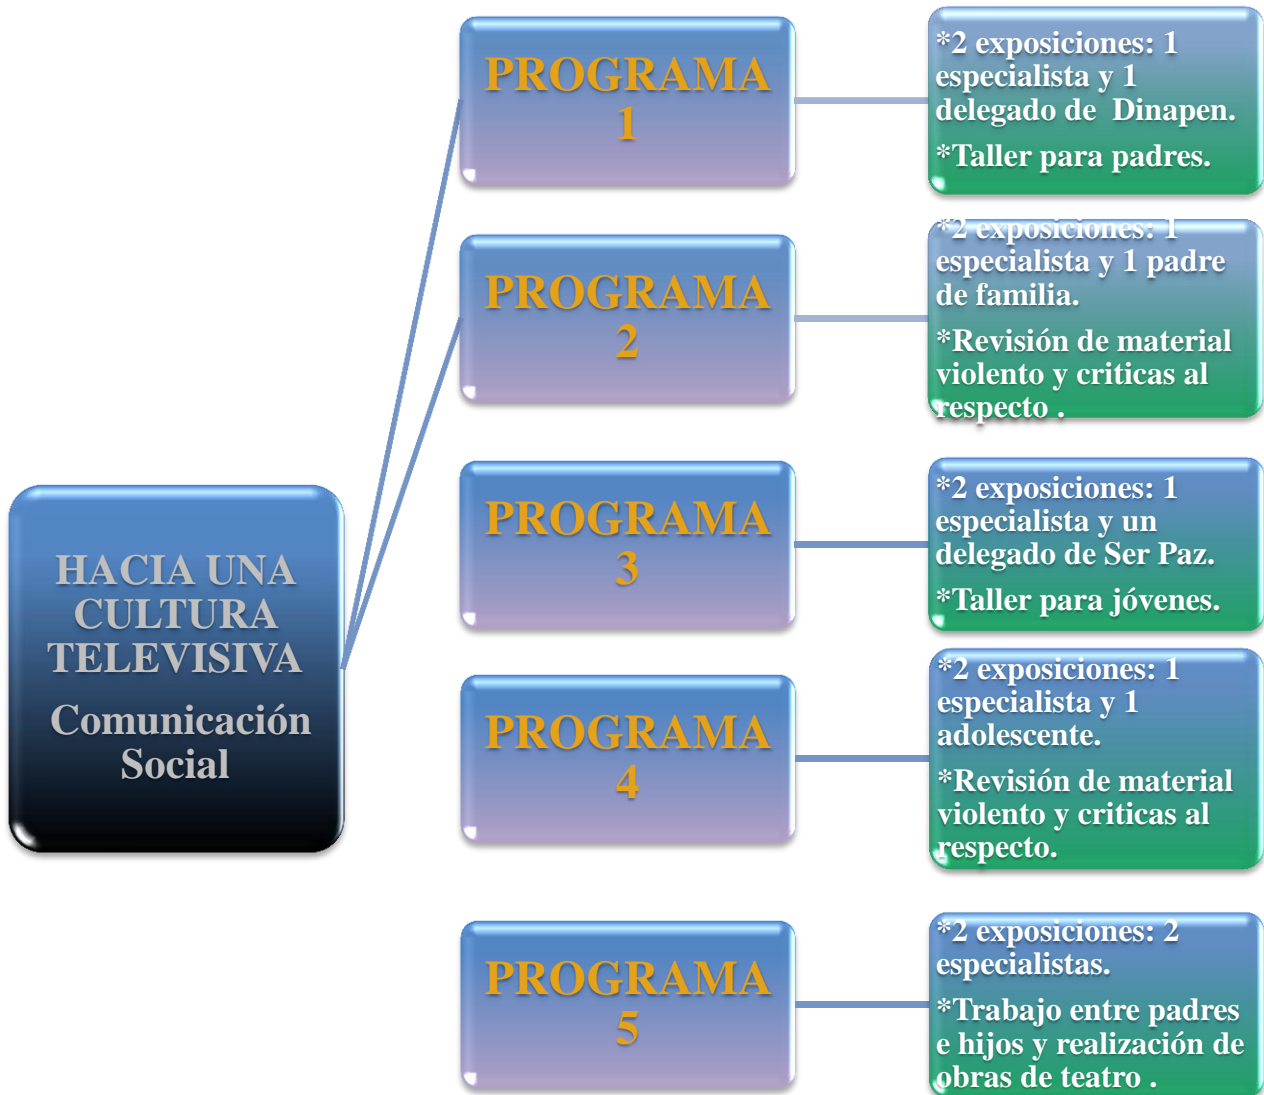 HACIA UNA
CULTURA
TELEVISIVA
Comunicación
Social
PROGRAMA
1
*2 exposiciones: 1
especialista y 1
delegado de Dinapen.
*Taller para padres.
PROGRAMA
2
*2 exposiciones: 1
especialista y 1 padre
de familia.
*Revisión de material
violento y criticas al
respecto .
PROGRAMA
3
*2 exposiciones: 1
especialista y un
delegado de Ser Paz.
*Taller para jóvenes.
PROGRAMA
4
*2 exposiciones: 1
especialista y 1
adolescente.
*Revisión de material
violento y criticas al
respecto.
PROGRAMA
5
*2 exposiciones: 2
especialistas.
*Trabajo entre padres
e hijos y realización de
obras de teatro .